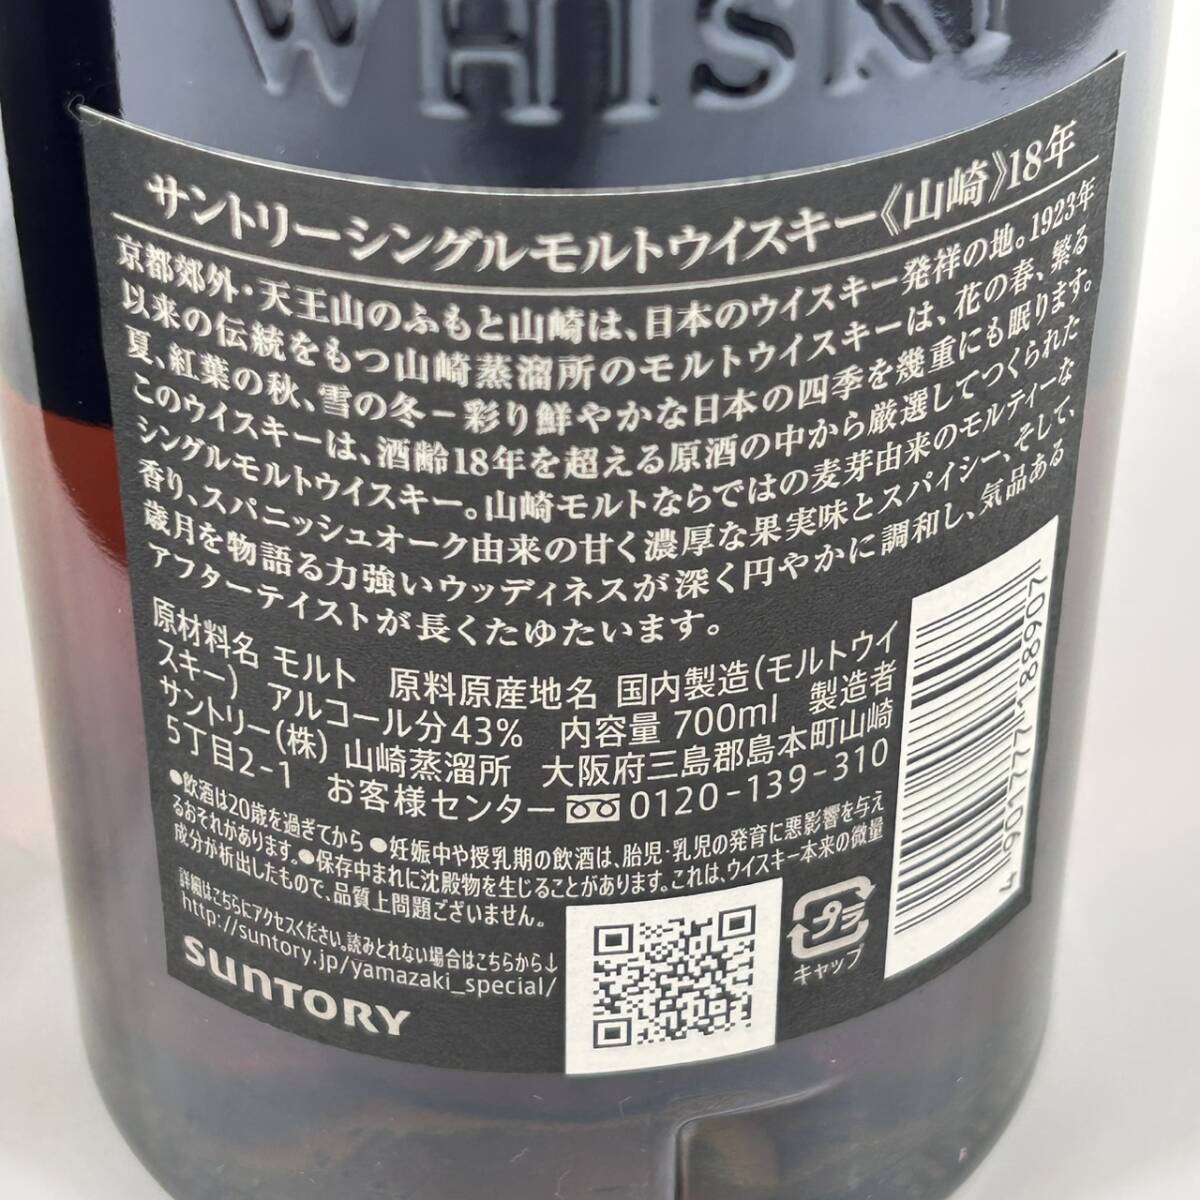 WHISKY
サントリーシングルモルトウイスキー《山崎》18年
京都郊外・天王山のふもと山崎は、日本のウイスキー発祥の地。1923年
以来の伝統をもつ山崎蒸溜所のモルトウイスキーは、花の春、繁る
夏、紅葉の秋、雪の冬－彩り鮮やかな日本の四季を幾重にも眠ります。
このウイスキーは、酒齢18年を超える原酒の中から厳選してつくられた
シングルモルトウイスキー。山崎モルトならではの麦芽由来のモルティーな
香り、スパニッシュオーク由来の甘く濃厚な果実味とスパイシー、そして、
歳月を物語る力強いウッディネスが深く円やかに調和し、気品ある
アフターテイストが長くたゆたいます。
原材料名 モルト 原料原産地名 国内製造(モルトウイ
スキー) アルコール分43% 内容量 700ml 製造者
サントリー(株) 山崎蒸溜所 大阪府三島郡島本町山崎
5丁目2-1 お客様センター 0120-139-310
●飲酒は20歳を過ぎてから ●妊娠中や授乳期の飲酒は、胎児・乳児の発育に悪影響を与え
るおそれがあります。●保存中まれに沈殿物を生じることがあります。これは、ウイスキー本来の微量
成分が析出したもので、品質上問題ございません。
詳細はこちらにアクセスください。読みとれない場合はこちらから↓
http://suntory.jp/yamazaki_special/
SUNTORY
プラ
キャップ
4 901777 188907